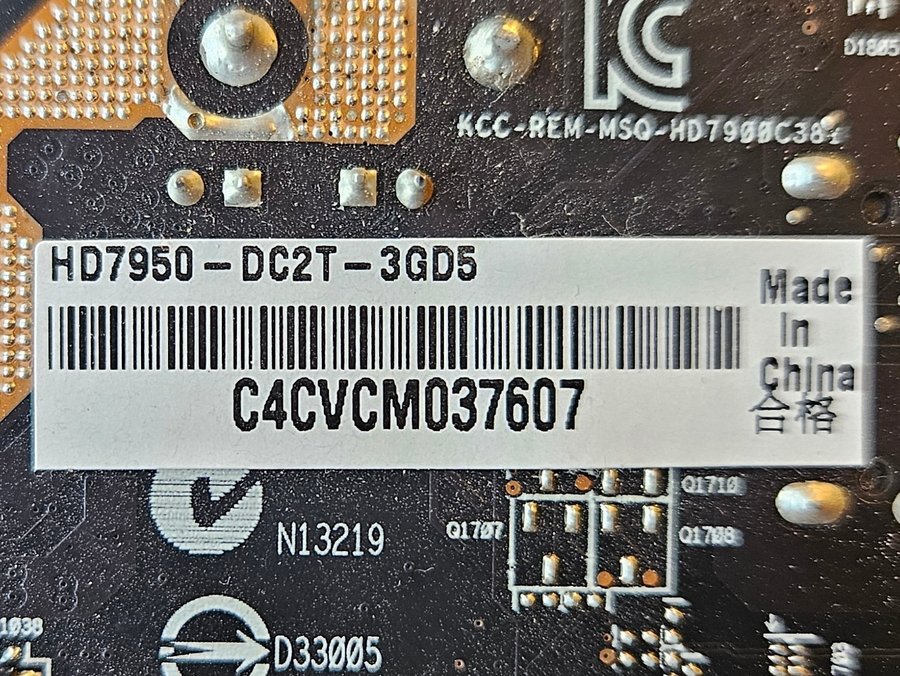 D1805
KCC-REM-MSQ-HD7900C38
HD7950-DC2T-3GD5
Made
In
China
合格
C4CVCM037607
Q1710
Q1707
Q1708
N13219
1038
D33005